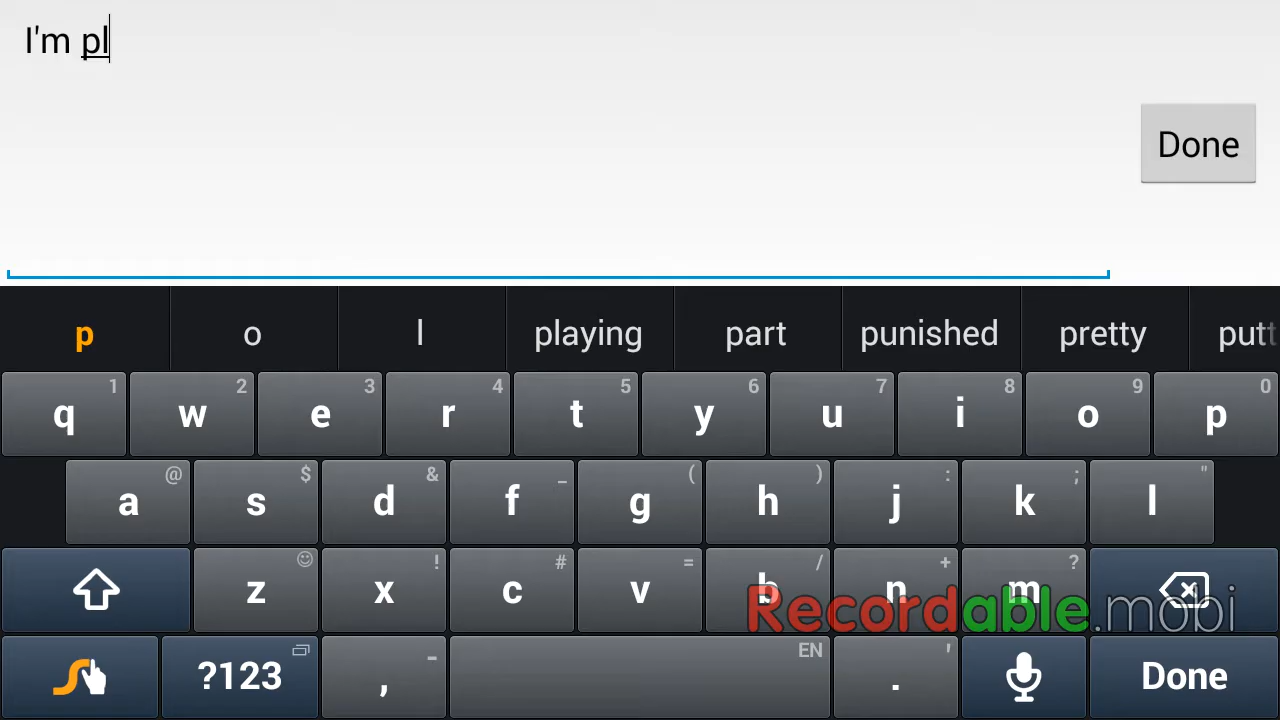 I'm pl
Done
p o l playing part punished pretty putt
1 2 3 4 5 6 7 8 9 0
q w e r t y u i o p
@ $ & _ ( ) : ; "
a s d f g h j k l
! # = / + ?
z x c v b n m
Recordable.mobi
- EN '
?123 , . Done